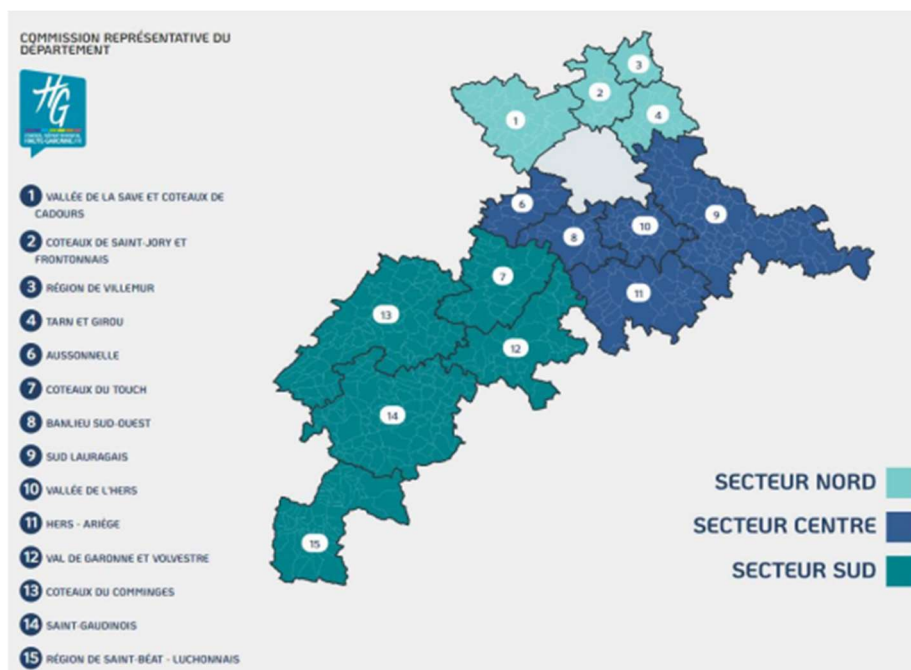 COMMISSION REPRÉSENTATIVE DU
DÉPARTEMENT
HG
1 VALLÉE DE LA SAVE ET COTEAUX DE
CADOURS
2 COTEAUX DE SAINT-JORY ET
FRONTONNAIS
3 RÉGION DE VILLEMUR
4 TARN ET GIROU
6 AUSSONNELLE
7 COTEAUX DU TOUCH
8 BANLIEU SUD-OUEST
9 SUD LAURAGAIS
10 VALLÉE DE L'HERS
11 HERS - ARIÈGE
12 VAL DE GARONNE ET VOLVESTRE
13 COTEAUX DU COMMINGES
14 SAINT-GAUDINOIS
15 RÉGION DE SAINT-BÉAT - LUCHONNAIS
3
2
1
4
6
9
8
10
7
11
13
12
14
15
SECTEUR NORD
SECTEUR CENTRE
SECTEUR SUD